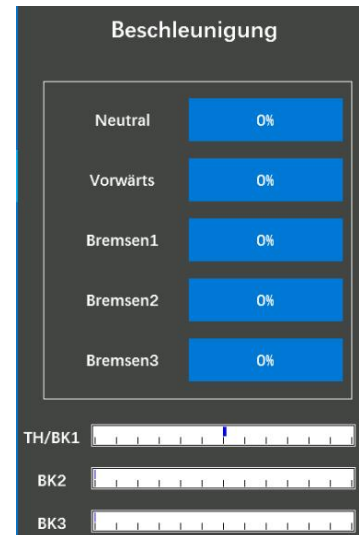 Beschleunigung
Neutral 0%
Vorwärts 0%
Bremsen1 0%
Bremsen2 0%
Bremsen3 0%
TH/BK1
BK2
BK3